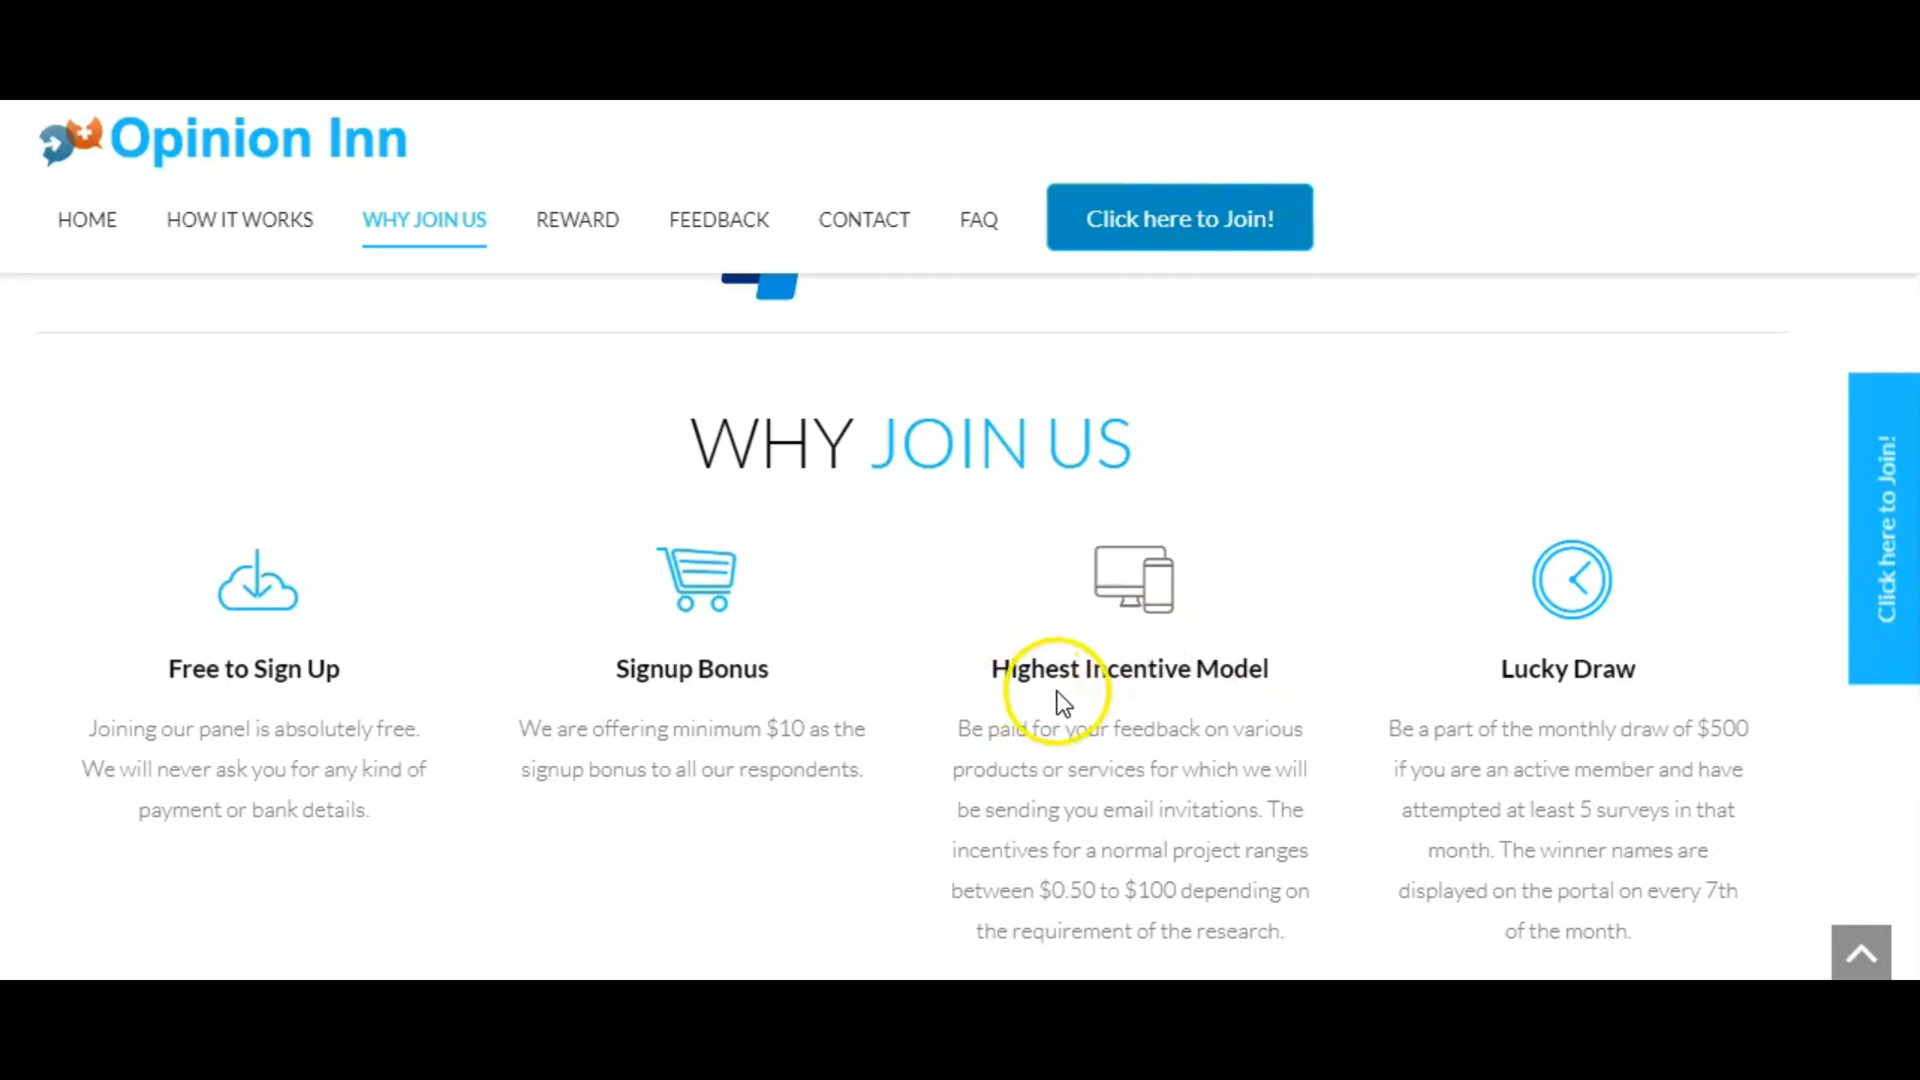 Opinion Inn
HOME HOW IT WORKS WHY JOIN US REWARD FEEDBACK CONTACT FAQ Click here to Join!
WHY JOIN US
Free to Sign Up
Joining our panel is absolutely free.
We will never ask you for any kind of
payment or bank details.
Signup Bonus
We are offering minimum $10 as the
signup bonus to all our respondents.
Highest Incentive Model
Be paid for your feedback on various
products or services for which we will
be sending you email invitations. The
incentives for a normal project ranges
between $0.50 to $100 depending on
the requirement of the research.
Lucky Draw
Be a part of the monthly draw of $500
if you are an active member and have
attempted at least 5 surveys in that
month. The winner names are
displayed on the portal on every 7th
of the month.
Click here to Join!